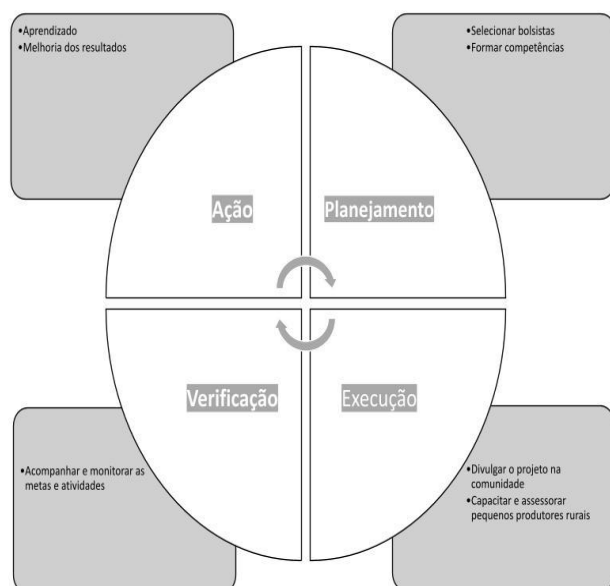 •Aprendizado
•Melhoria dos resultados
•Selecionar bolsistas
•Formar competências
Ação
Planejamento
Verificação
Execução
•Acompanhar e monitorar as
metas e atividades
•Divulgar o projeto na
comunidade
•Capacitar e assessorar
pequenos produtores rurais